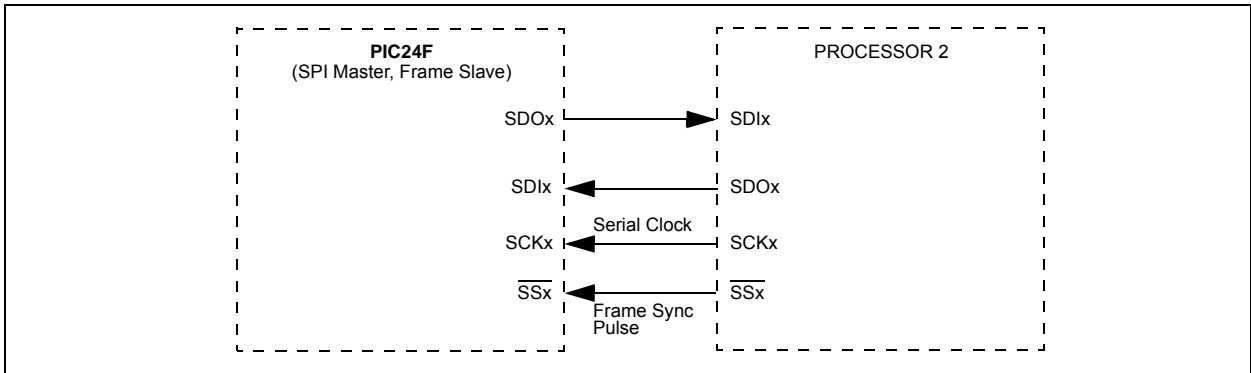 PIC24F
(SPI Master, Frame Slave)
PROCESSOR 2
SDOx
SDIx
SDIx
SDOx
Serial Clock
SCKx
SCKx
SSx
SSx
Frame Sync
Pulse